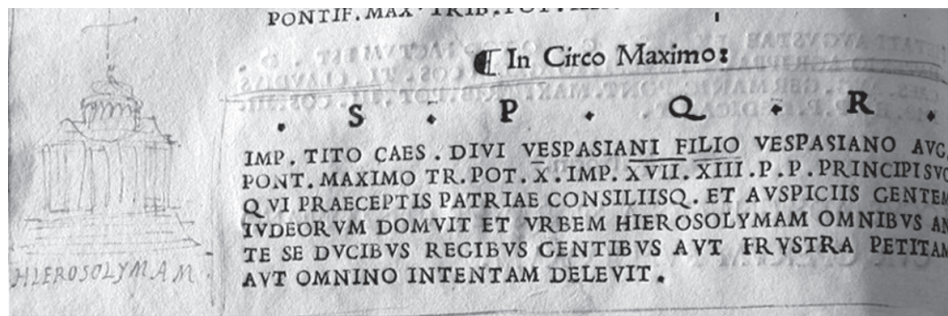 PONTIF. MAX. TRIB. POT.
¶ In Circo Maximo:
. S . P . Q . R .
IMP. TITO CAES. DIVI VESPASIANI FILIO VESPASIANO AVG.
PONT. MAXIMO TR. POT. X. IMP. XVII. XIII. P. P. PRINCIPI SVO
QVI PRAECEPTIS PATRIAE CONSILIISQ. ET AVSPICIIS GENTEM
IVDEORVM DOMVIT ET VRBEM HIEROSOLYMAM OMNIBVS AN
TE SE DVCIBVS REGIBVS GENTIBVS AVT FRVSTRA PETITAM
AVT OMNINO INTENTAM DELEVIT.
HIEROSOLYMAM.